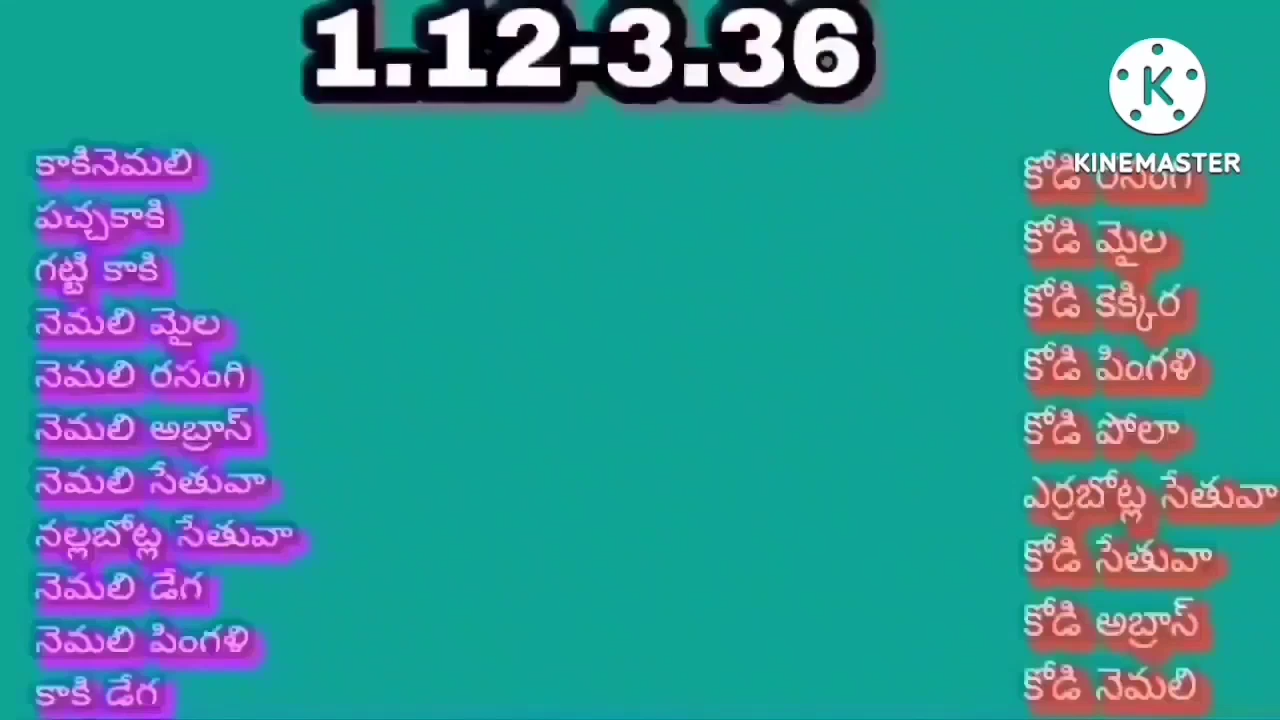 1.12-3.36
KINEMASTER
కాకినెమలి
పచ్చకాకి
గట్టి కాకి
నెమలి మైల
నెమలి రసంగి
నెమలి అబ్రాస్
నెమలి సేతువా
నల్లబోట్ల సేతువా
నెమలి డేగ
నెమలి పింగళి
కాకి డేగ
కోడి రసంగి
కోడి మైల
కోడి కెక్కిర
కోడి పింగళి
కోడి పోలా
ఎర్రబోట్ల సేతువా
కోడి సేతువా
కోడి అబ్రాస్
కోడి నెమలి